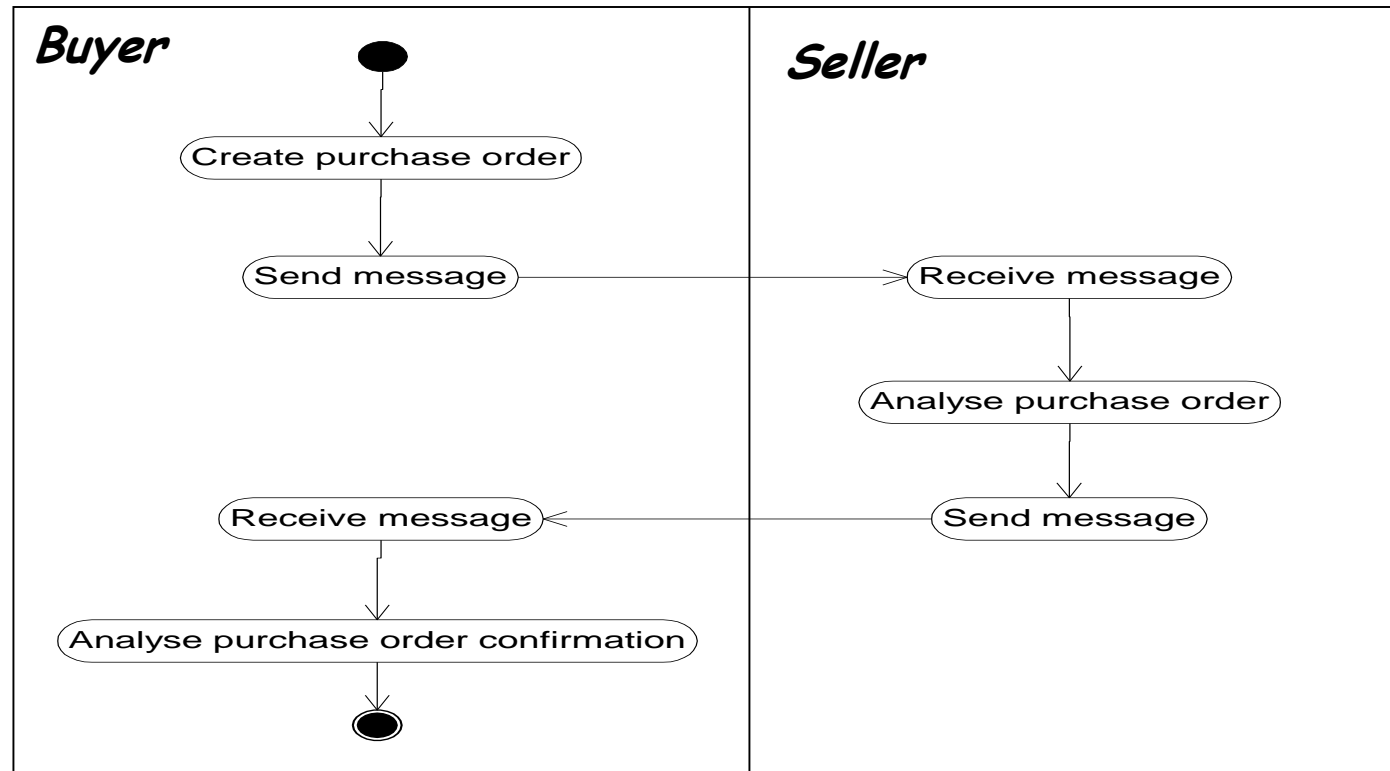 Buyer
Seller
Create purchase order
Send message
Receive message
Analyse purchase order
Receive message
Send message
Analyse purchase order confirmation